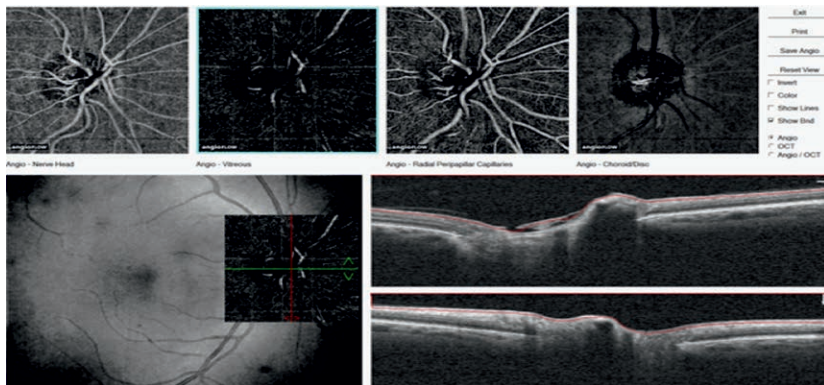 Exit
Print
Save Angio
Reset View
Invert
Color
Show Lines
Show Bnd
Angio
OCT
Angio / OCT
Angio - Nerve Head
Angio - Vitreous
Angio - Radial Peripapillar Capillaries
Angio - Choroid/Disc